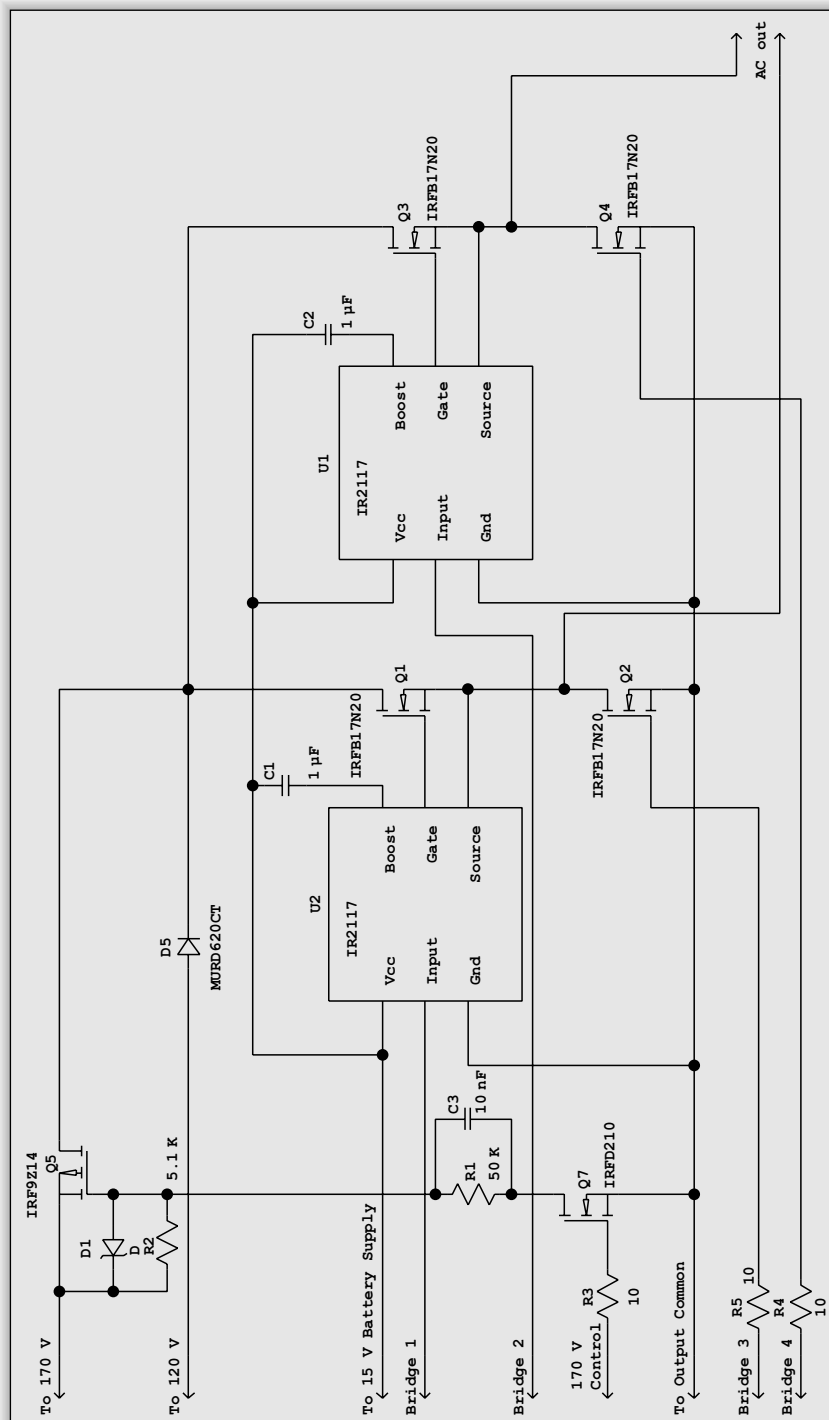 To 170 V
To 120 V
To 15 V Battery Supply
Bridge 1
Bridge 2
170 V
Control
To Output Common
Bridge 3
Bridge 4
IRF9Z14
Q5
D1
D
R2
5.1 K
D5
MURD620CT
C3
10 nF
R1
50 K
Q7
IRFD210
R3
10
R5
10
R4
10
U2
IR2117
Vcc
Input
Gnd
Boost
Gate
Source
C1
1 µF
Q1
IRFB17N20
Q2
IRFB17N20
U1
IR2117
Vcc
Input
Gnd
Boost
Gate
Source
C2
1 µF
Q3
IRFB17N20
Q4
IRFB17N20
AC out